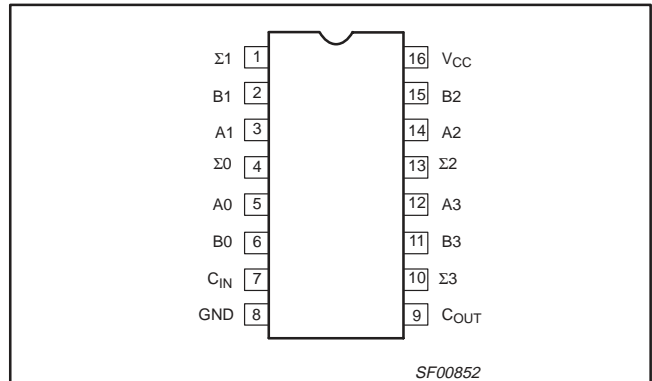 Σ1 1 16 VCC
B1 2 15 B2
A1 3 14 A2
Σ0 4 13 Σ2
A0 5 12 A3
B0 6 11 B3
CIN 7 10 Σ3
GND 8 9 COUT
SF00852